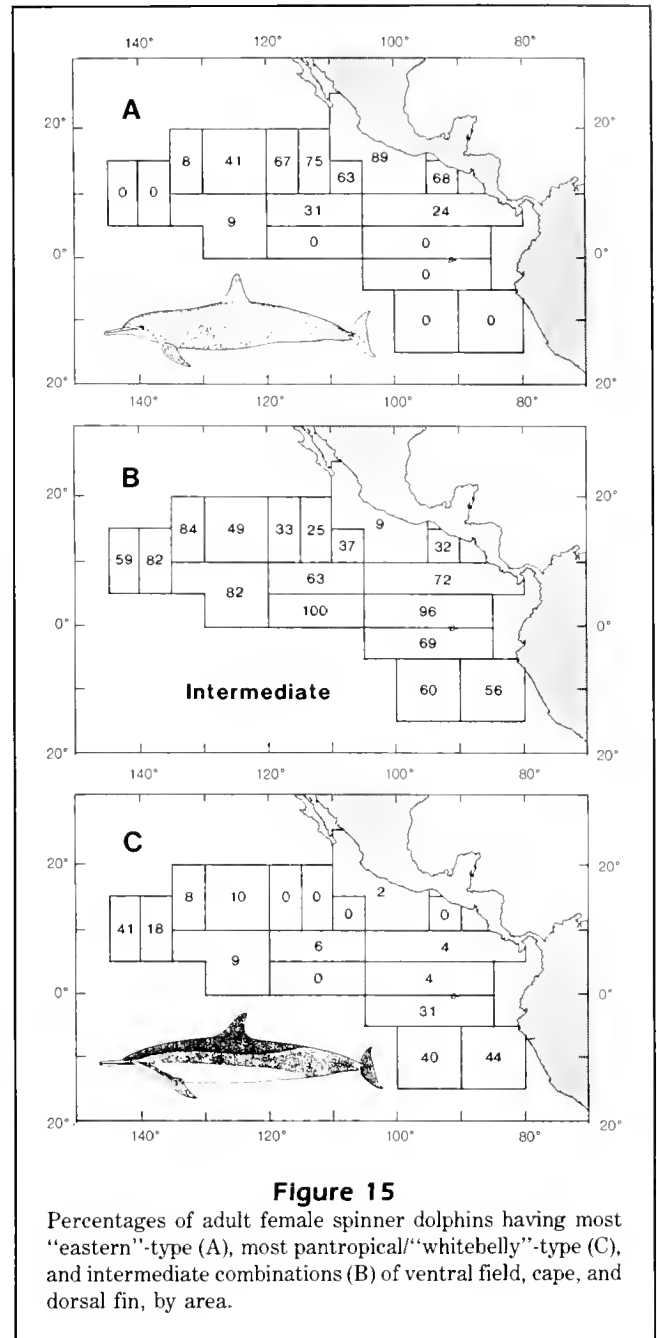 140° 120° 100° 80°
A
20° 20°
8 41 67 75 89
0 0 63 68
31 24
9
0° 0 0 0°
0
0 0
20° 20°
140° 120° 100° 80°
B
20° 20°
84 49 33 25 9
59 82 37 32
63 72
82
100 96
0° 0°
69
Intermediate 60 56
20° 20°
140° 120° 100° 80°
C
20° 20°
8 10 0 0 2
41 18 0 0
6 4
9
0 4
0° 0°
31
40 44
20° 20°
140° 120° 100° 80°
Figure 15
Percentages of adult female spinner dolphins having most
"eastern"-type (A), most pantropical/"whitebelly"-type (C),
and intermediate combinations (B) of ventral field, cape, and
dorsal fin, by area.